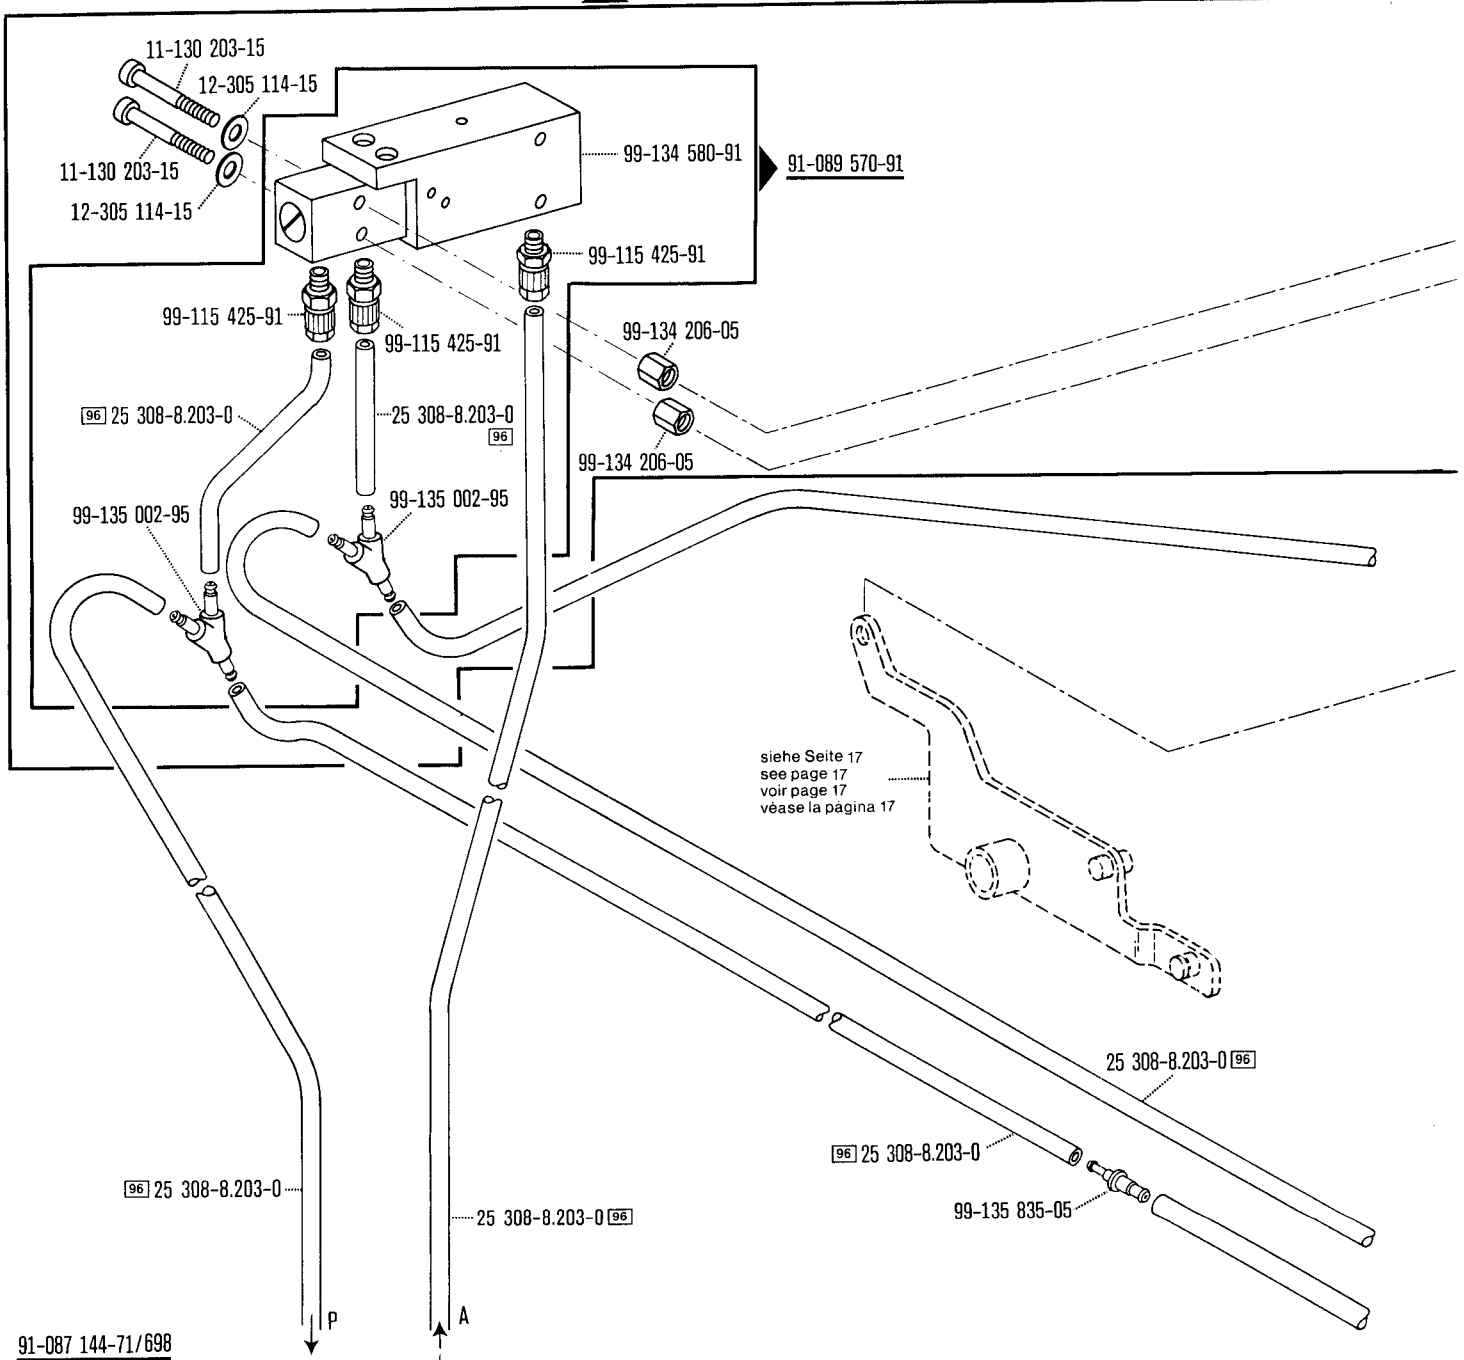 11-130 203-15
12-305 114-15
11-130 203-15
12-305 114-15
99-134 580-91
91-089 570-91
99-115 425-91
99-115 425-91
99-115 425-91
99-134 206-05
96 25 308-8.203-0
25 308-8.203-0
96
99-134 206-05
99-135 002-95
99-135 002-95
siehe Seite 17
see page 17
voir page 17
véase la página 17
25 308-8.203-0 96
96 25 308-8.203-0
96 25 308-8.203-0
25 308-8.203-0 96
99-135 835-05
P
A
91-087 144-71/698